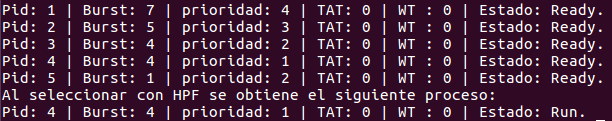 Pid: 1 | Burst: 7 | prioridad: 4 | TAT: 0 | WT : 0 | Estado: Ready.
Pid: 2 | Burst: 5 | prioridad: 3 | TAT: 0 | WT : 0 | Estado: Ready.
Pid: 3 | Burst: 4 | prioridad: 2 | TAT: 0 | WT : 0 | Estado: Ready.
Pid: 4 | Burst: 4 | prioridad: 1 | TAT: 0 | WT : 0 | Estado: Ready.
Pid: 5 | Burst: 1 | prioridad: 2 | TAT: 0 | WT : 0 | Estado: Ready.
Al seleccionar con HPF se obtiene el siguiente proceso:
Pid: 4 | Burst: 4 | prioridad: 1 | TAT: 0 | WT : 0 | Estado: Run.